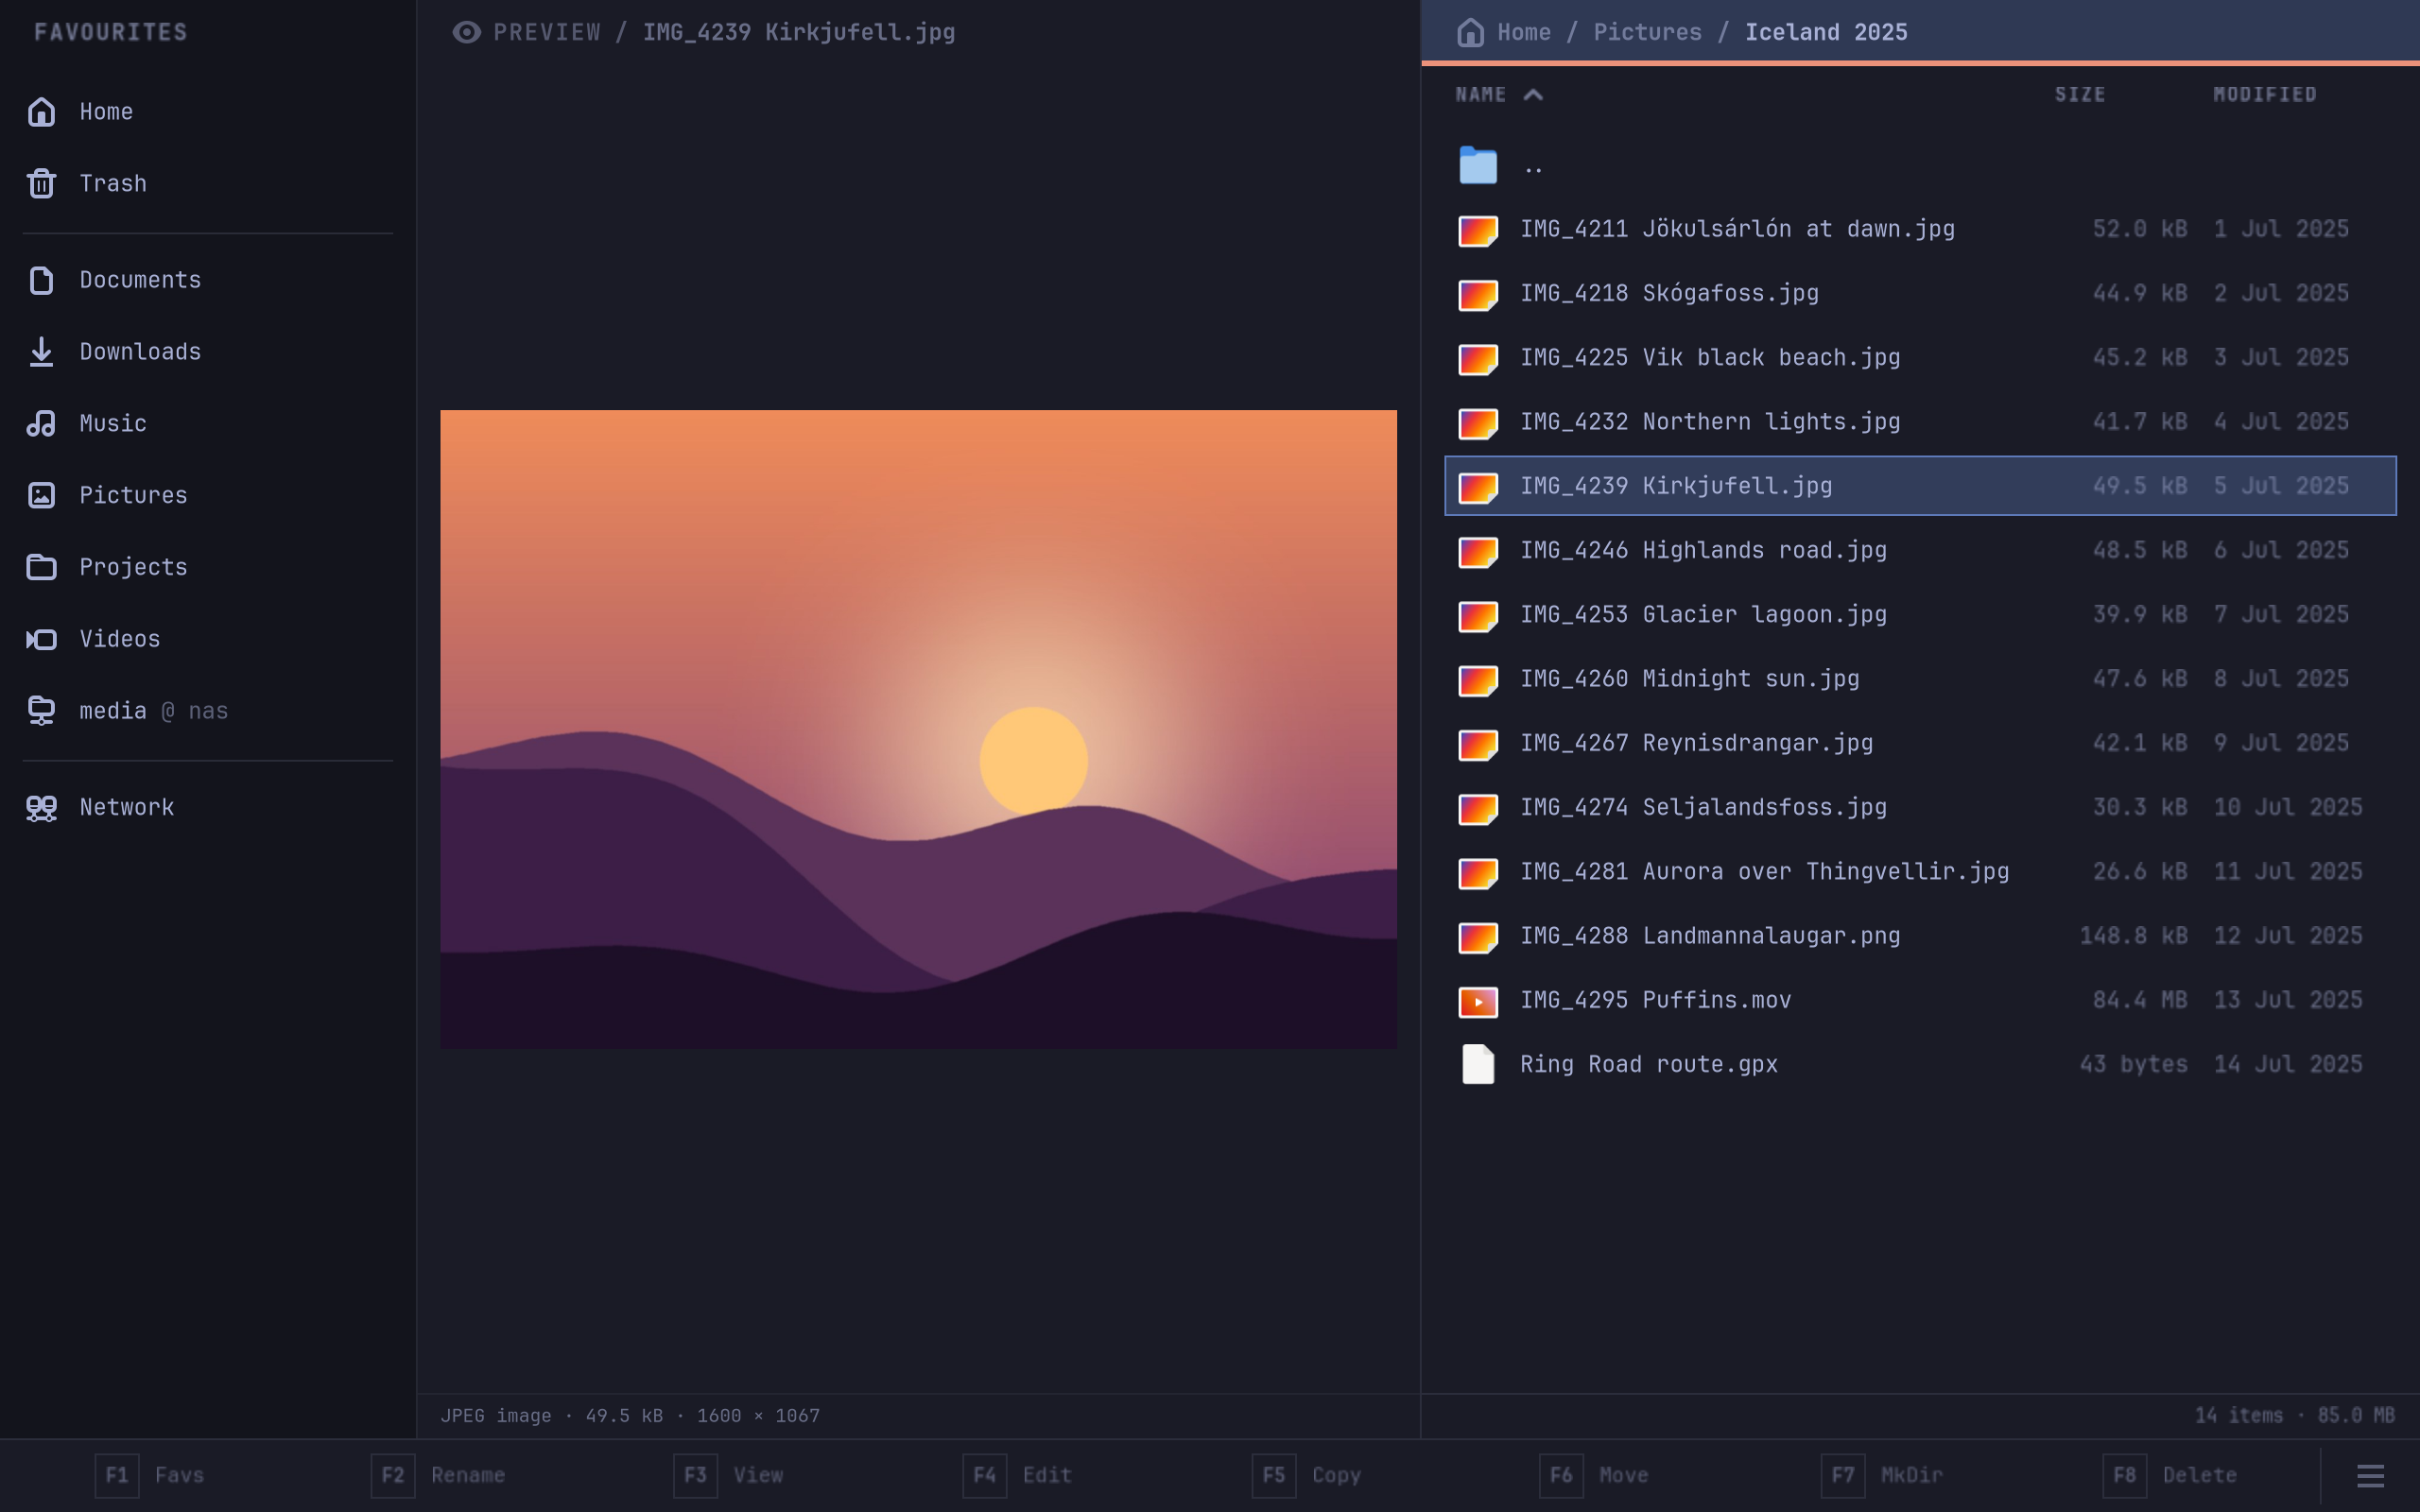 FAVOURITES
Home
Trash
Documents
Downloads
Music
Pictures
Projects
Videos
media @ nas
Network
PREVIEW / IMG_4239 Kirkjufell.jpg
JPEG image · 49.5 kB · 1600 × 1067
Home / Pictures / Iceland 2025
NAME SIZE MODIFIED
..
IMG_4211 Jökulsárlón at dawn.jpg 52.0 kB 1 Jul 2025
IMG_4218 Skógafoss.jpg 44.9 kB 2 Jul 2025
IMG_4225 Vik black beach.jpg 45.2 kB 3 Jul 2025
IMG_4232 Northern lights.jpg 41.7 kB 4 Jul 2025
IMG_4239 Kirkjufell.jpg 49.5 kB 5 Jul 2025
IMG_4246 Highlands road.jpg 48.5 kB 6 Jul 2025
IMG_4253 Glacier lagoon.jpg 39.9 kB 7 Jul 2025
IMG_4260 Midnight sun.jpg 47.6 kB 8 Jul 2025
IMG_4267 Reynisdrangar.jpg 42.1 kB 9 Jul 2025
IMG_4274 Seljalandsfoss.jpg 30.3 kB 10 Jul 2025
IMG_4281 Aurora over Thingvellir.jpg 26.6 kB 11 Jul 2025
IMG_4288 Landmannalaugar.png 148.8 kB 12 Jul 2025
IMG_4295 Puffins.mov 84.4 MB 13 Jul 2025
Ring Road route.gpx 43 bytes 14 Jul 2025
14 items · 85.0 MB
F1 Favs F2 Rename F3 View F4 Edit F5 Copy F6 Move F7 MkDir F8 Delete